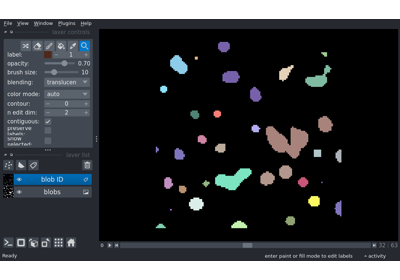 File View Window Plugins Help
layer controls
label: 1
opacity: 0.70
brush size: 10
blending: translucen
color mode: auto
contour: 0
n edit dim: 2
contiguous:
preserve
labels:
show
selected:
layer list
blob ID
blobs
0 32 63
Ready enter paint or fill mode to edit labels activity